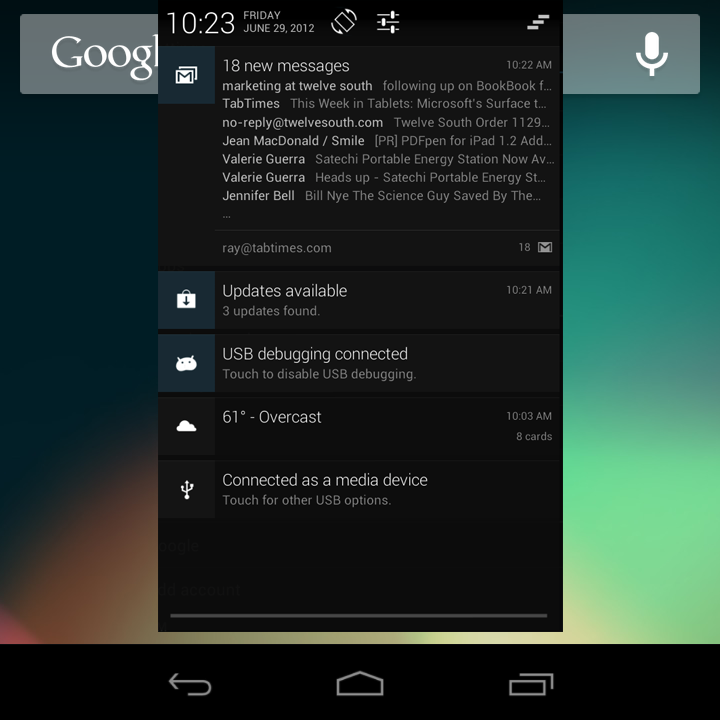 Googl
10:23
FRIDAY
JUNE 29, 2012
18 new messages 10:22 AM
marketing at twelve south following up on BookBook f…
TabTimes This Week in Tablets: Microsoft's Surface t…
no-reply@twelvesouth.com Twelve South Order 1129…
Jean MacDonald / Smile [PR] PDFpen for iPad 1.2 Add…
Valerie Guerra Satechi Portable Energy Station Now Av…
Valerie Guerra Heads up - Satechi Portable Energy St…
Jennifer Bell Bill Nye The Science Guy Saved By The…
…
ray@tabtimes.com 18
Updates available 10:21 AM
3 updates found.
USB debugging connected
Touch to disable USB debugging.
61° - Overcast 10:03 AM
8 cards
Connected as a media device
Touch for other USB options.
oogle
dd account